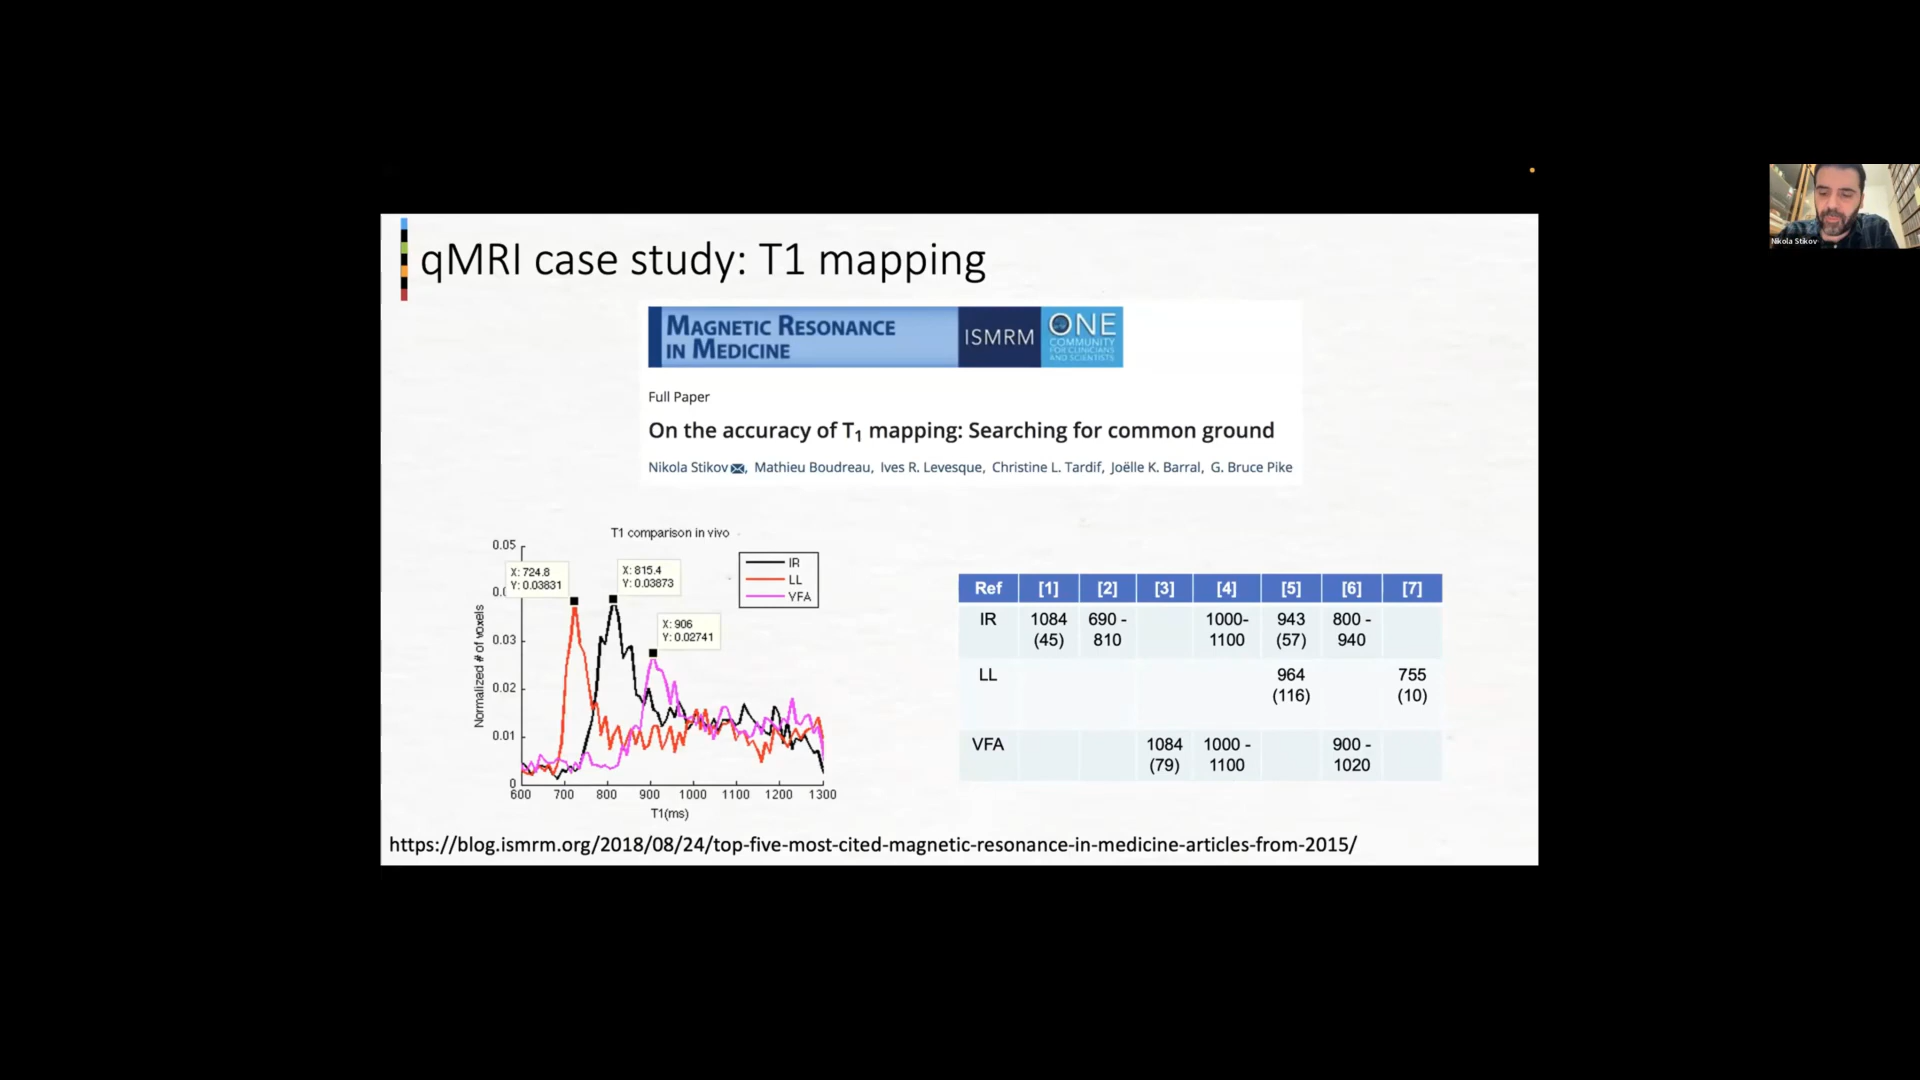 qMRI case study: T1 mapping
MAGNETIC RESONANCE
IN MEDICINE
ISMRM
ONE
COMMUNITY
FOR CLINICIANS
AND SCIENTISTS
Full Paper
On the accuracy of T1 mapping: Searching for common ground
Nikola Stikov, Mathieu Boudreau, Ives R. Levesque, Christine L. Tardif, Joëlle K. Barral, G. Bruce Pike
T1 comparison in vivo
0.05
0.03
0.02
0.01
0
Normalized # of voxels
X: 724.8
Y: 0.03831
X: 815.4
Y: 0.03873
X: 906
Y: 0.02741
IR
LL
VFA
600 700 800 900 1000 1100 1200 1300
T1(ms)
Ref [1] [2] [3] [4] [5] [6] [7]
IR 1084 (45) 690 - 810 1000- 1100 943 (57) 800 - 940
LL 964 (116) 755 (10)
VFA 1084 (79) 1000 - 1100 900 - 1020
https://blog.ismrm.org/2018/08/24/top-five-most-cited-magnetic-resonance-in-medicine-articles-from-2015/
Nikola Stikov